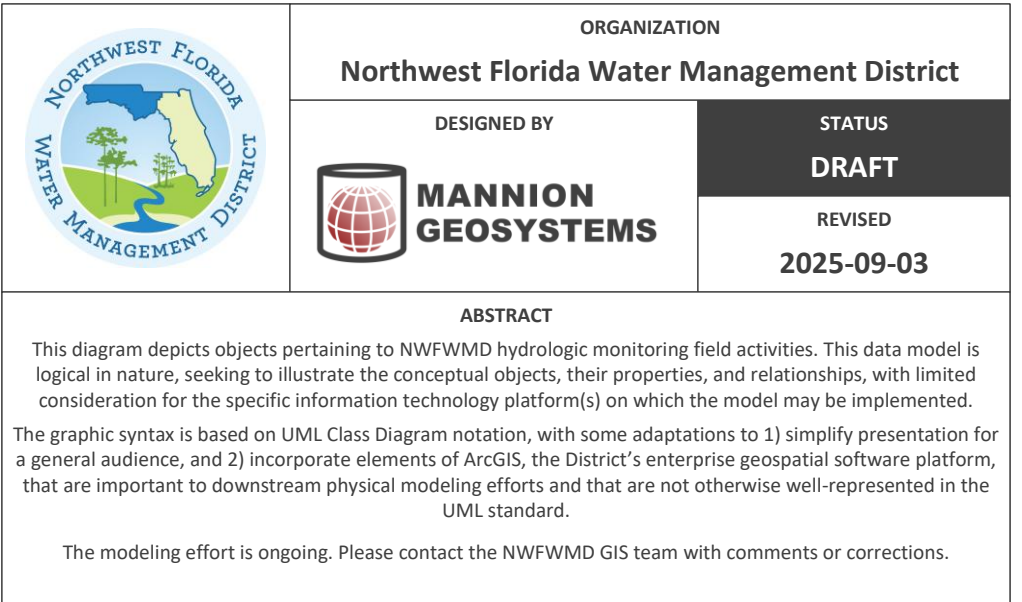 NORTHWEST FLORIDA
WATER MANAGEMENT DISTRICT
ORGANIZATION
Northwest Florida Water Management District
DESIGNED BY
MANNION
GEOSYSTEMS
STATUS
DRAFT
REVISED
2025-09-03
ABSTRACT
This diagram depicts objects pertaining to NWFWMD hydrologic monitoring field activities. This data model is
logical in nature, seeking to illustrate the conceptual objects, their properties, and relationships, with limited
consideration for the specific information technology platform(s) on which the model may be implemented.
The graphic syntax is based on UML Class Diagram notation, with some adaptations to 1) simplify presentation for
a general audience, and 2) incorporate elements of ArcGIS, the District’s enterprise geospatial software platform,
that are important to downstream physical modeling efforts and that are not otherwise well-represented in the
UML standard.
The modeling effort is ongoing. Please contact the NWFWMD GIS team with comments or corrections.